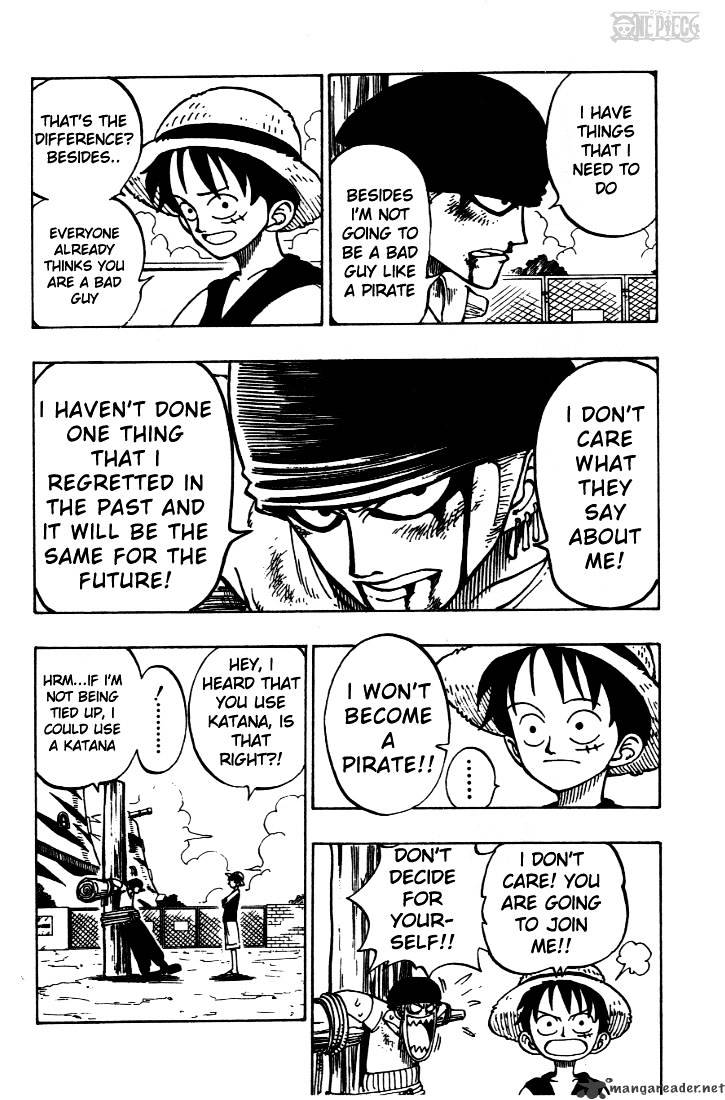 ONE PIECE
I HAVE
THINGS
THAT I
NEED TO
DO
BESIDES
I'M NOT
GOING TO
BE A BAD
GUY LIKE
A PIRATE
THAT'S THE
DIFFERENCE?
BESIDES..
EVERYONE
ALREADY
THINKS YOU
ARE A BAD
GUY
I DON'T
CARE
WHAT
THEY
SAY
ABOUT
ME!
I HAVEN'T DONE
ONE THING
THAT I
REGRETTED IN
THE PAST AND
IT WILL BE THE
SAME FOR THE
FUTURE!
I WON'T
BECOME
A
PIRATE!!
......
HEY, I
HEARD THAT
YOU USE
KATANA, IS
THAT
RIGHT?!
! ......
HRM...IF I'M
NOT BEING
TIED UP, I
COULD USE
A KATANA
I DON'T
CARE! YOU
ARE GOING
TO JOIN
ME!!
DON'T
DECIDE
FOR
YOUR-
SELF!!
mangareader.net